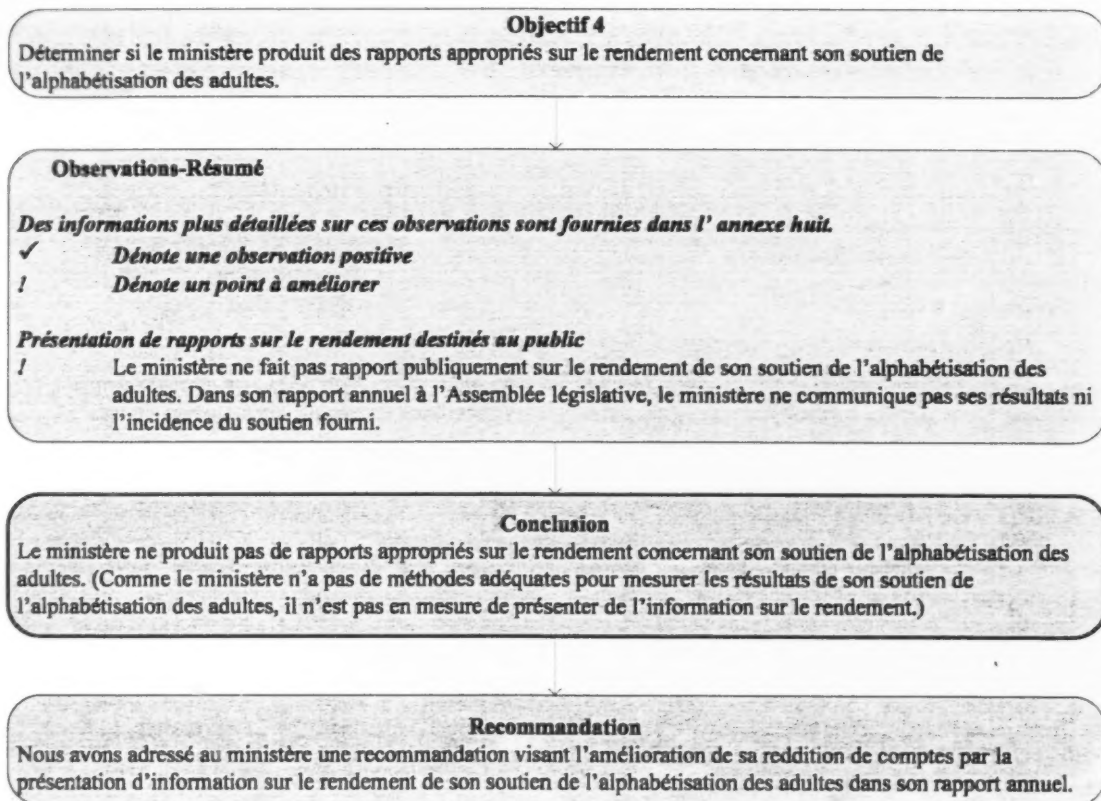 Objectif 4
Déterminer si le ministère produit des rapports appropriés sur le rendement concernant son soutien de
l'alphabétisation des adultes.
Observations-Résumé
Des informations plus détaillées sur ces observations sont fournies dans l' annexe huit.
✓ Dénote une observation positive
! Dénote un point à améliorer
Présentation de rapports sur le rendement destinés au public
! Le ministère ne fait pas rapport publiquement sur le rendement de son soutien de l'alphabétisation des
adultes. Dans son rapport annuel à l'Assemblée législative, le ministère ne communique pas ses résultats ni
l'incidence du soutien fourni.
Conclusion
Le ministère ne produit pas de rapports appropriés sur le rendement concernant son soutien de l'alphabétisation des
adultes. (Comme le ministère n'a pas de méthodes adéquates pour mesurer les résultats de son soutien de
l'alphabétisation des adultes, il n'est pas en mesure de présenter de l'information sur le rendement.)
Recommandation
Nous avons adressé au ministère une recommandation visant l'amélioration de sa reddition de comptes par la
présentation d'information sur le rendement de son soutien de l'alphabétisation des adultes dans son rapport annuel.